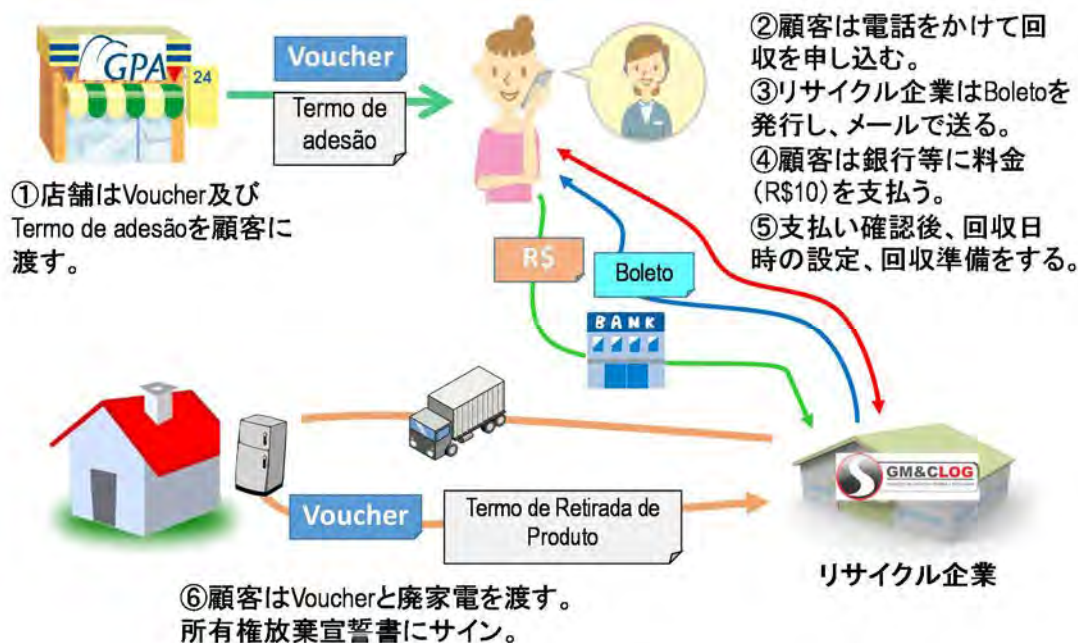 GPA
24
Voucher
Termo de
adesão
①店舗はVoucher及び
Termo de adesãoを顧客に
渡す。
②顧客は電話をかけて回
収を申し込む。
③リサイクル企業はBoletoを
発行し、メールで送る。
④顧客は銀行等に料金
（R$10）を支払う。
⑤支払い確認後、回収日
時の設定、回収準備をする。
R$
Boleto
BANK
GM&CLOG
リサイクル企業
Voucher
Termo de Retirada de
Produto
⑥顧客はVoucherと廃家電を渡す。
所有権放棄宣誓書にサイン。